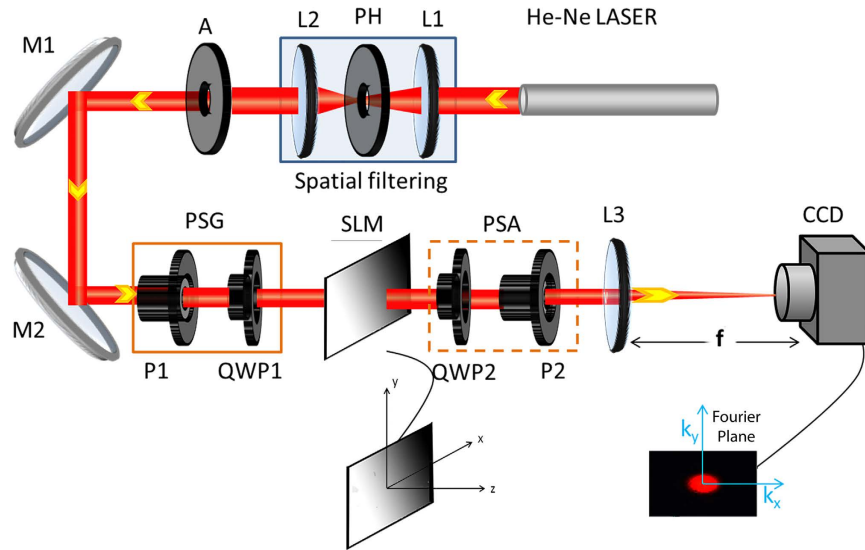 He-Ne LASER
L1
PH
L2
A
M1
Spatial filtering
M2
PSG
P1
QWP1
SLM
PSA
QWP2
P2
L3
f
CCD
y
x
z
Fourier
Plane
ky
kx